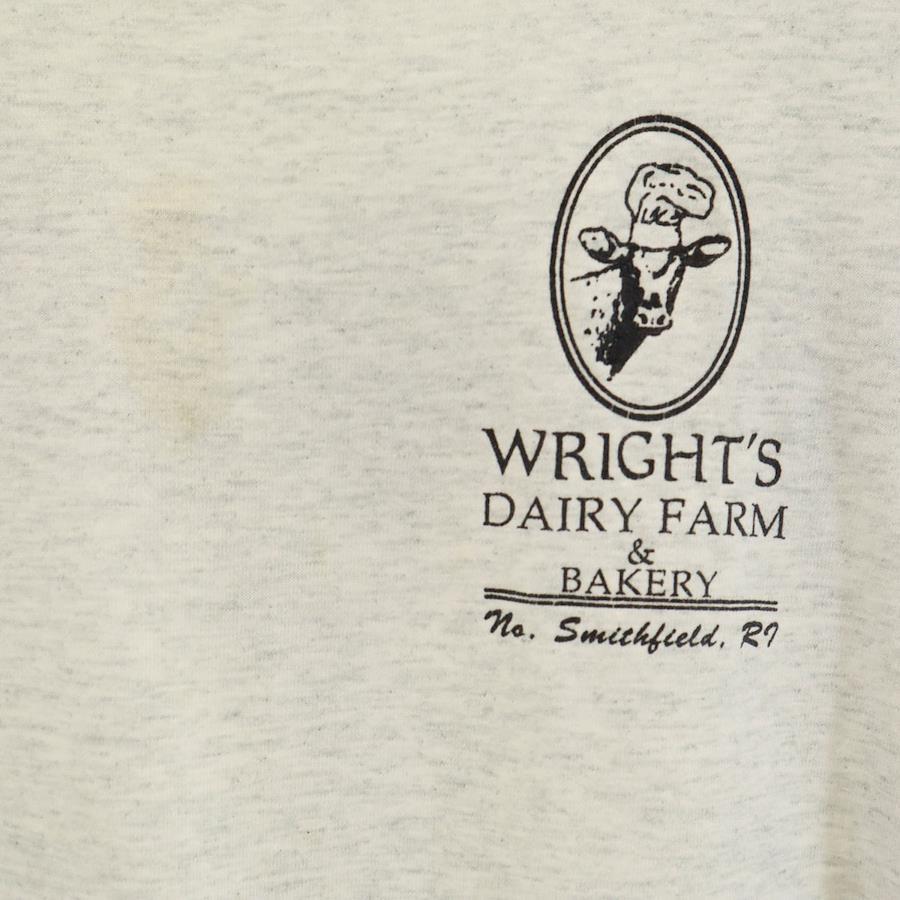 WRIGHT'S
DAIRY FARM
&
BAKERY
No. Smithfield, RI